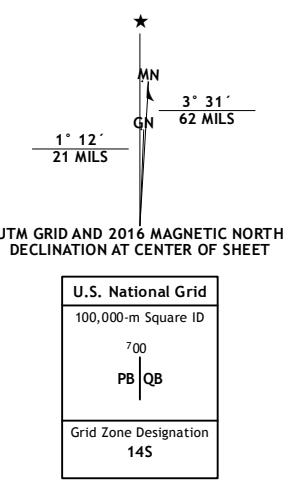 ★
MN
3° 31´
62 MILS
GN
1° 12´
21 MILS
UTM GRID AND 2016 MAGNETIC NORTH
DECLINATION AT CENTER OF SHEET
U.S. National Grid
100,000-m Square ID
⁷00
PB QB
Grid Zone Designation
14S